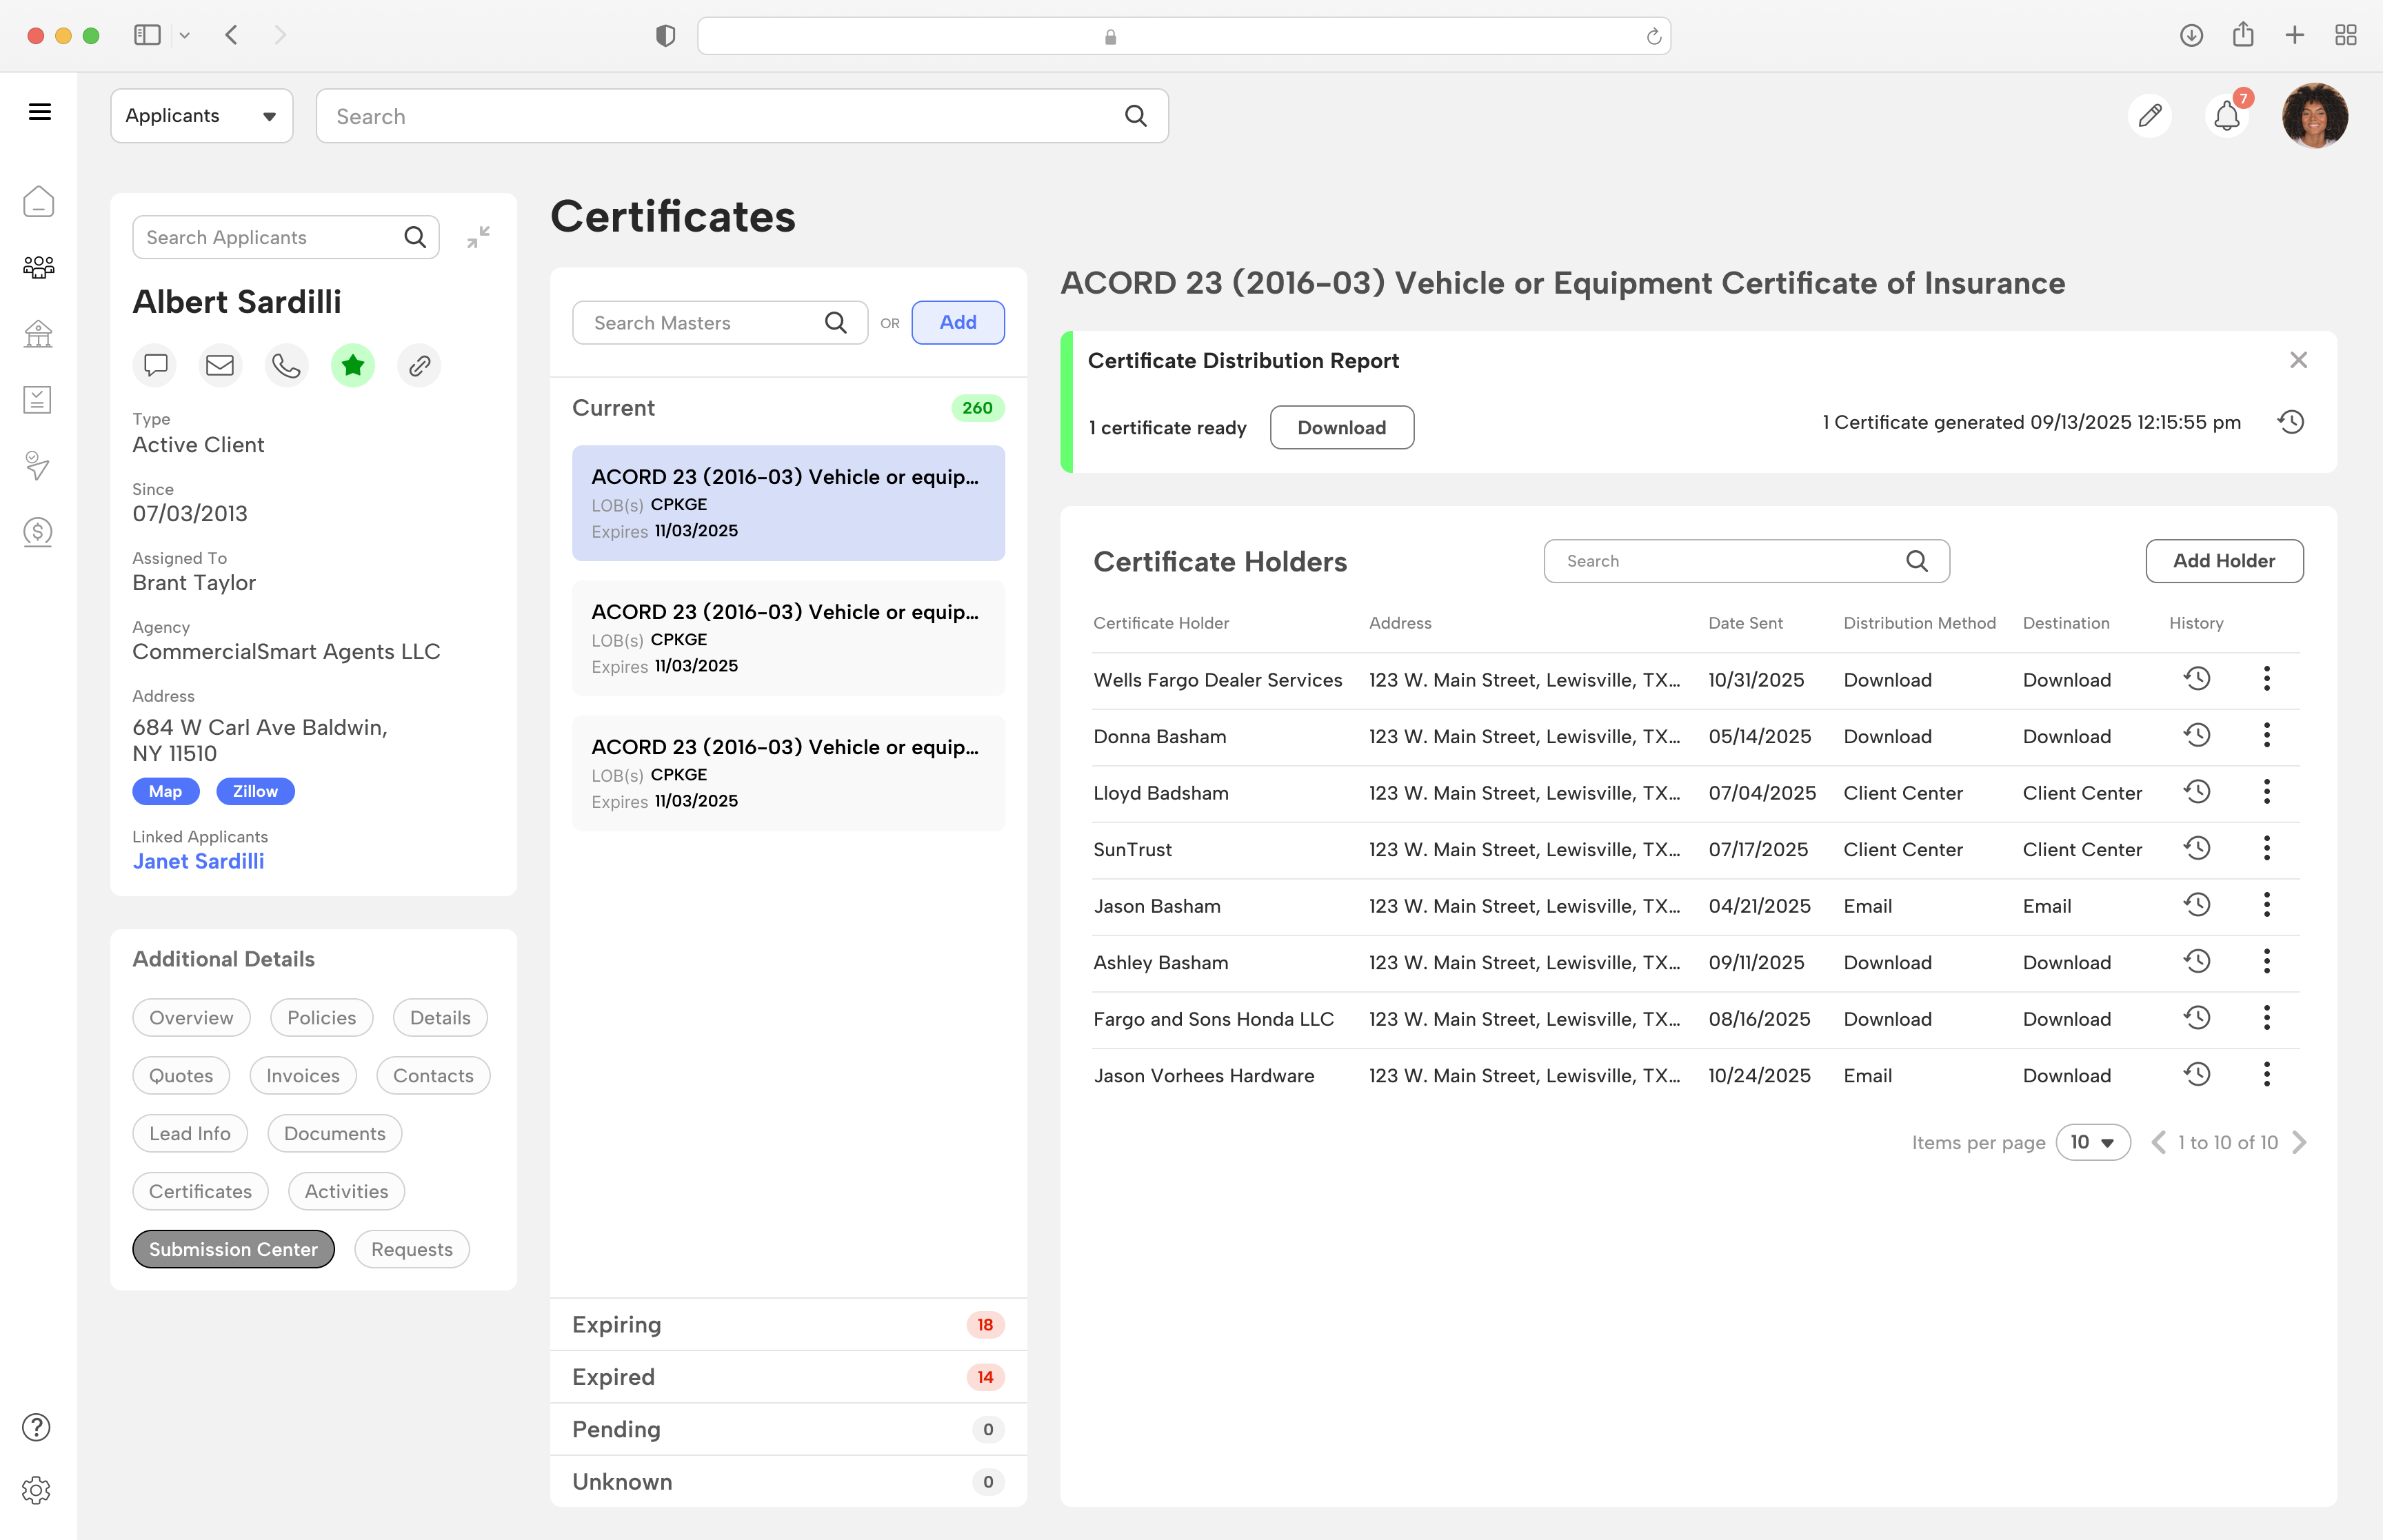 Applicants
Search
7
Search Applicants
Albert Sardilli
Type
Active Client
Since
07/03/2013
Assigned To
Brant Taylor
Agency
CommercialSmart Agents LLC
Address
684 W Carl Ave Baldwin,
NY 11510
Map Zillow
Linked Applicants
Janet Sardilli
Additional Details
Overview Policies Details
Quotes Invoices Contacts
Lead Info Documents
Certificates Activities
Submission Center Requests
Certificates
Search Masters OR Add
Current 260
ACORD 23 (2016-03) Vehicle or equip...
LOB(s) CPKGE
Expires 11/03/2025
ACORD 23 (2016-03) Vehicle or equip...
LOB(s) CPKGE
Expires 11/03/2025
ACORD 23 (2016-03) Vehicle or equip...
LOB(s) CPKGE
Expires 11/03/2025
Expiring 18
Expired 14
Pending 0
Unknown 0
ACORD 23 (2016-03) Vehicle or Equipment Certificate of Insurance
Certificate Distribution Report
1 certificate ready Download 1 Certificate generated 09/13/2025 12:15:55 pm
Certificate Holders Search Add Holder
Certificate Holder Address Date Sent Distribution Method Destination History
Wells Fargo Dealer Services 123 W. Main Street, Lewisville, TX... 10/31/2025 Download Download
Donna Basham 123 W. Main Street, Lewisville, TX... 05/14/2025 Download Download
Lloyd Badsham 123 W. Main Street, Lewisville, TX... 07/04/2025 Client Center Client Center
SunTrust 123 W. Main Street, Lewisville, TX... 07/17/2025 Client Center Client Center
Jason Basham 123 W. Main Street, Lewisville, TX... 04/21/2025 Email Email
Ashley Basham 123 W. Main Street, Lewisville, TX... 09/11/2025 Download Download
Fargo and Sons Honda LLC 123 W. Main Street, Lewisville, TX... 08/16/2025 Download Download
Jason Vorhees Hardware 123 W. Main Street, Lewisville, TX... 10/24/2025 Email Download
Items per page 10 1 to 10 of 10